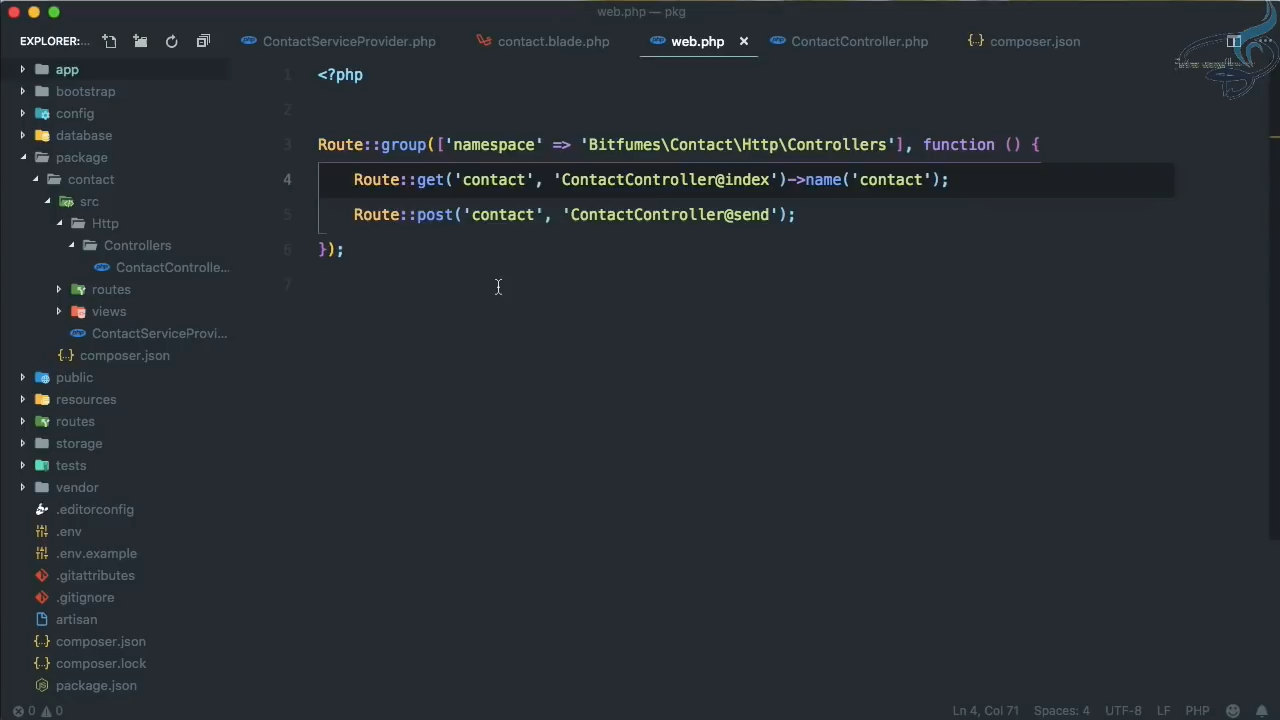 web.php — pkg
EXPLORER:...
ContactServiceProvider.php
contact.blade.php
web.php
ContactController.php
composer.json
app
bootstrap
config
database
package
contact
src
Http
Controllers
ContactControlle...
routes
views
ContactServiceProvi...
composer.json
public
resources
routes
storage
tests
vendor
.editorconfig
.env
.env.example
.gitattributes
.gitignore
artisan
composer.json
composer.lock
package.json
1 <?php
2
3 Route::group(['namespace' => 'Bitfumes\Contact\Http\Controllers'], function () {
4 Route::get('contact', 'ContactController@index')->name('contact');
5 Route::post('contact', 'ContactController@send');
6 });
7
0 0
Ln 4, Col 71 Spaces: 4 UTF-8 LF PHP